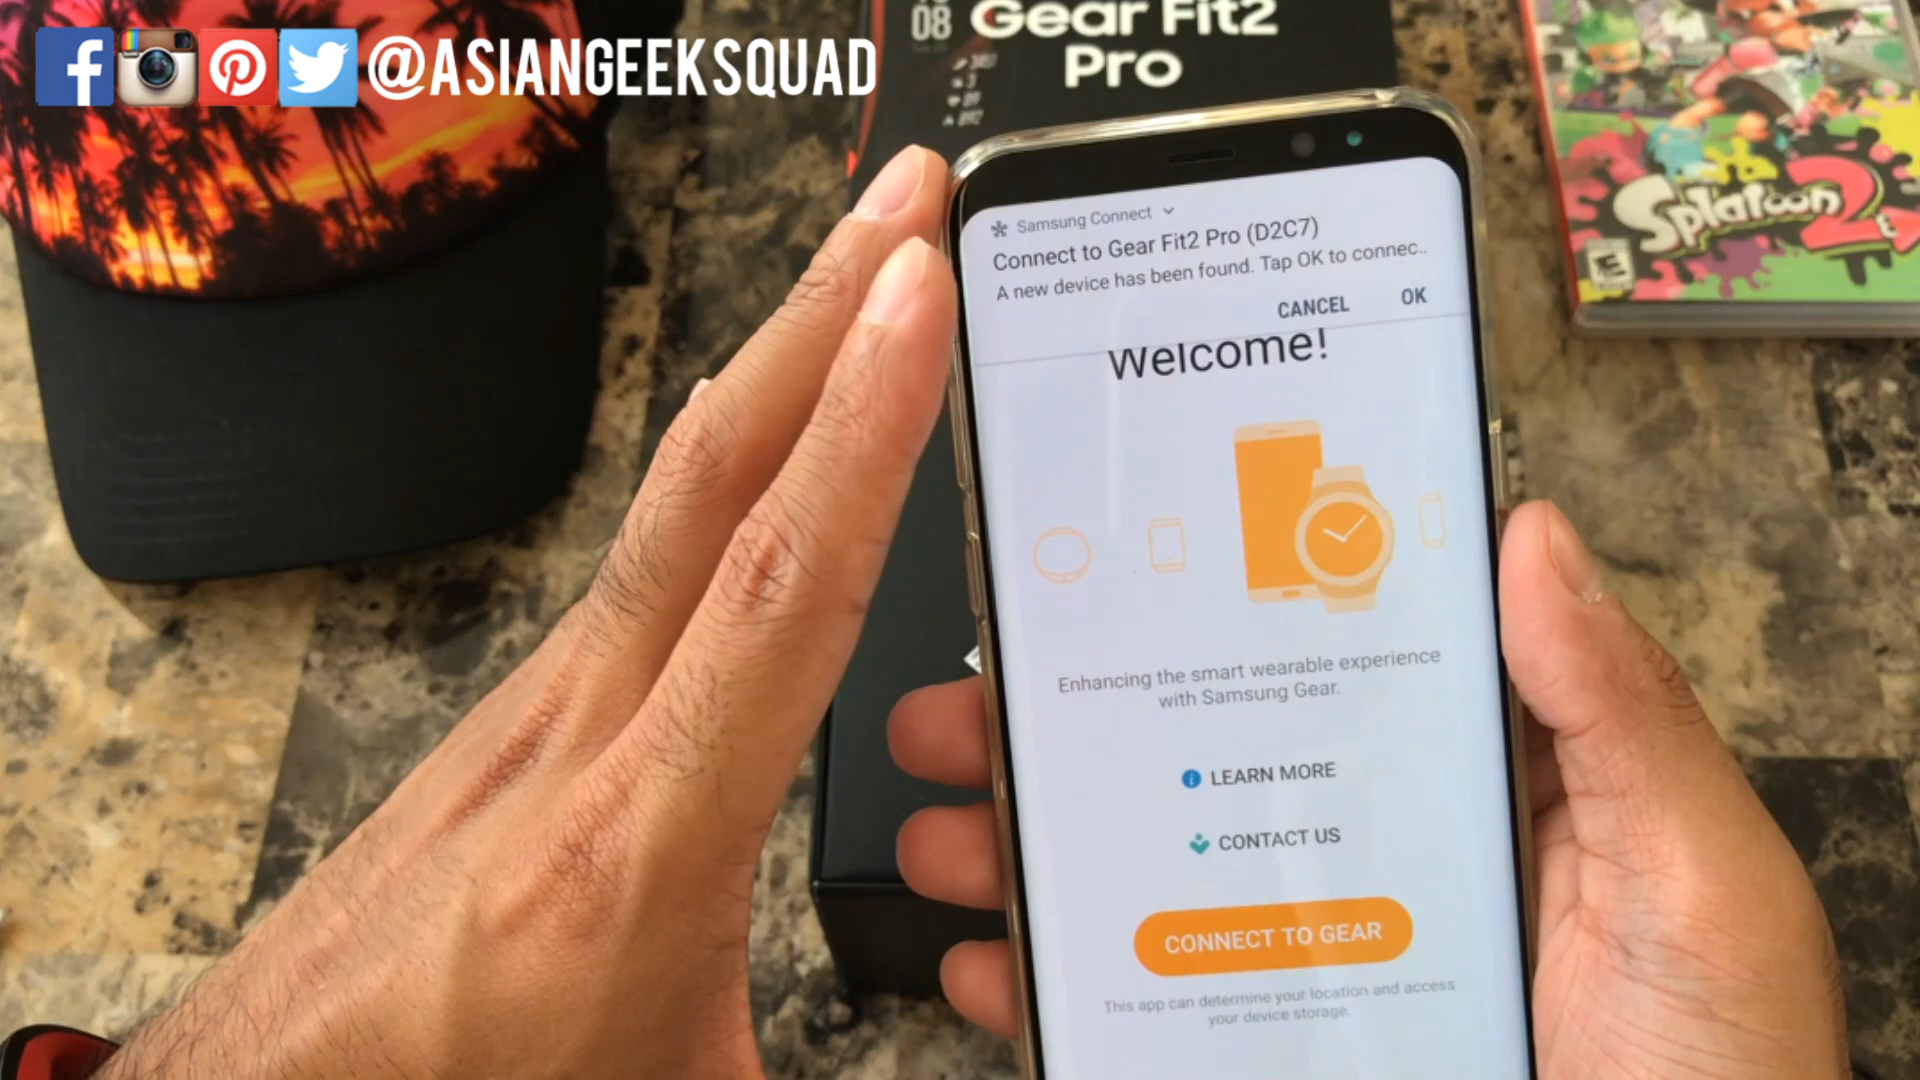 @ASIANGEEKSQUAD
08
Gear Fit2
Pro
Splatoon 2
E
Samsung Connect
Connect to Gear Fit2 Pro (D2C7)
A new device has been found. Tap OK to connec..
CANCEL OK
Welcome!
Enhancing the smart wearable experience
with Samsung Gear.
LEARN MORE
CONTACT US
CONNECT TO GEAR
This app can determine your location and access
your device storage.